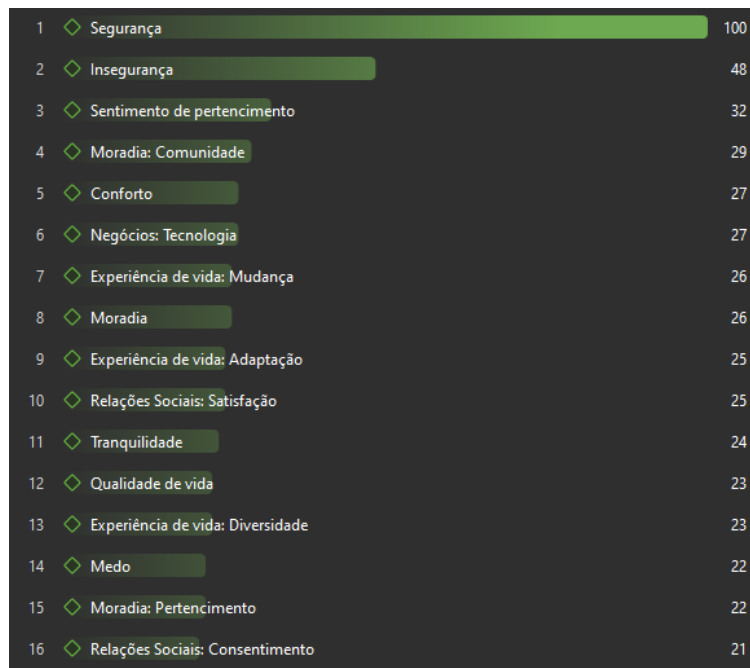 1 Segurança 100
2 Insegurança 48
3 Sentimento de pertencimento 32
4 Moradia: Comunidade 29
5 Conforto 27
6 Negócios: Tecnologia 27
7 Experiência de vida: Mudança 26
8 Moradia 26
9 Experiência de vida: Adaptação 25
10 Relações Sociais: Satisfação 25
11 Tranquilidade 24
12 Qualidade de vida 23
13 Experiência de vida: Diversidade 23
14 Medo 22
15 Moradia: Pertencimento 22
16 Relações Sociais: Consentimento 21